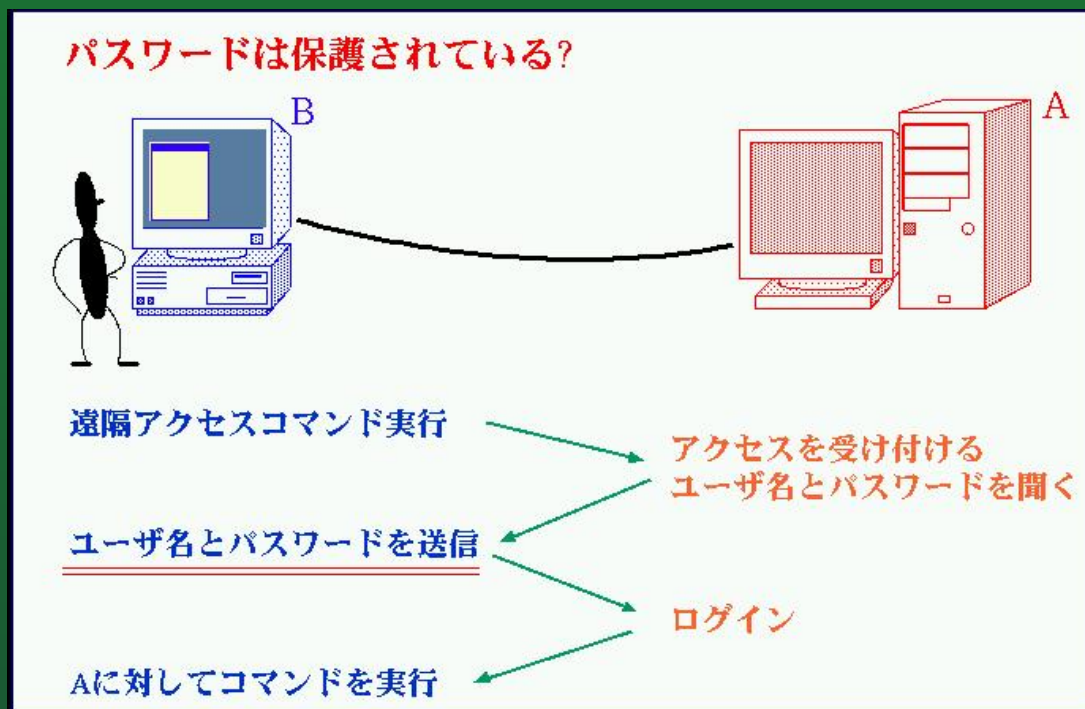 パスワードは保護されている?
B
A
遠隔アクセスコマンド実行
アクセスを受け付ける
ユーザ名とパスワードを聞く
ユーザ名とパスワードを送信
ログイン
Aに対してコマンドを実行